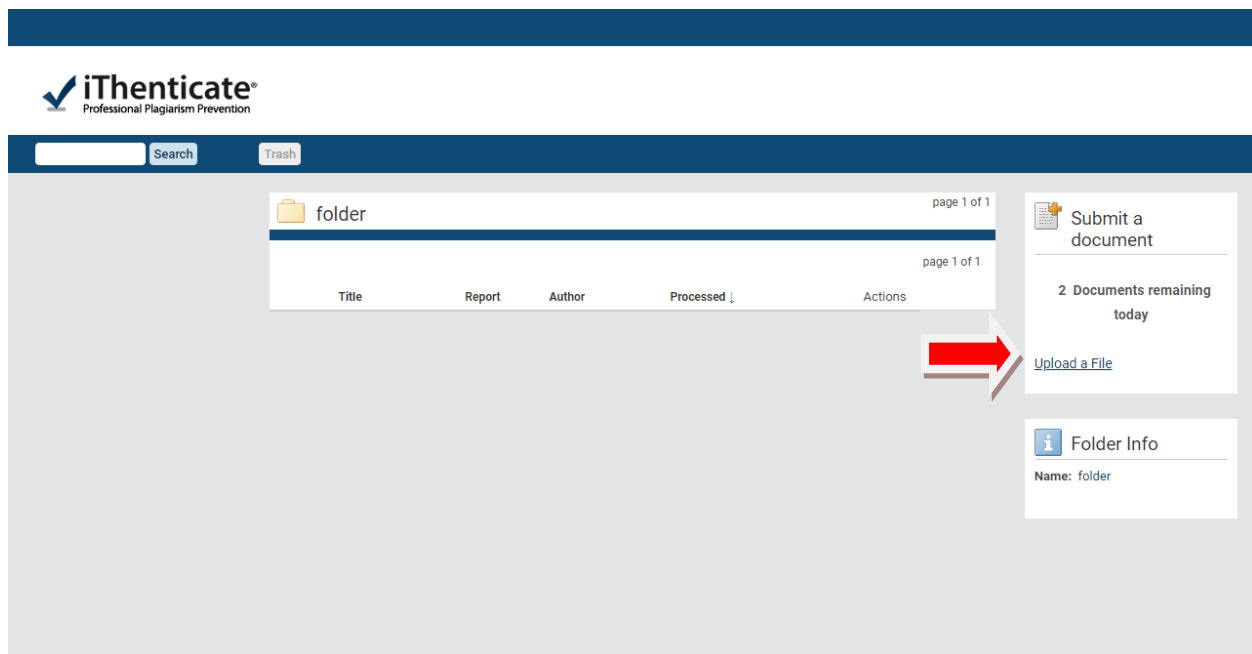 iThenticate®
Professional Plagiarism Prevention
Search
Trash
folder
page 1 of 1
page 1 of 1
Title Report Author Processed ↓ Actions
Submit a
document
2 Documents remaining
today
Upload a File
Folder Info
Name: folder